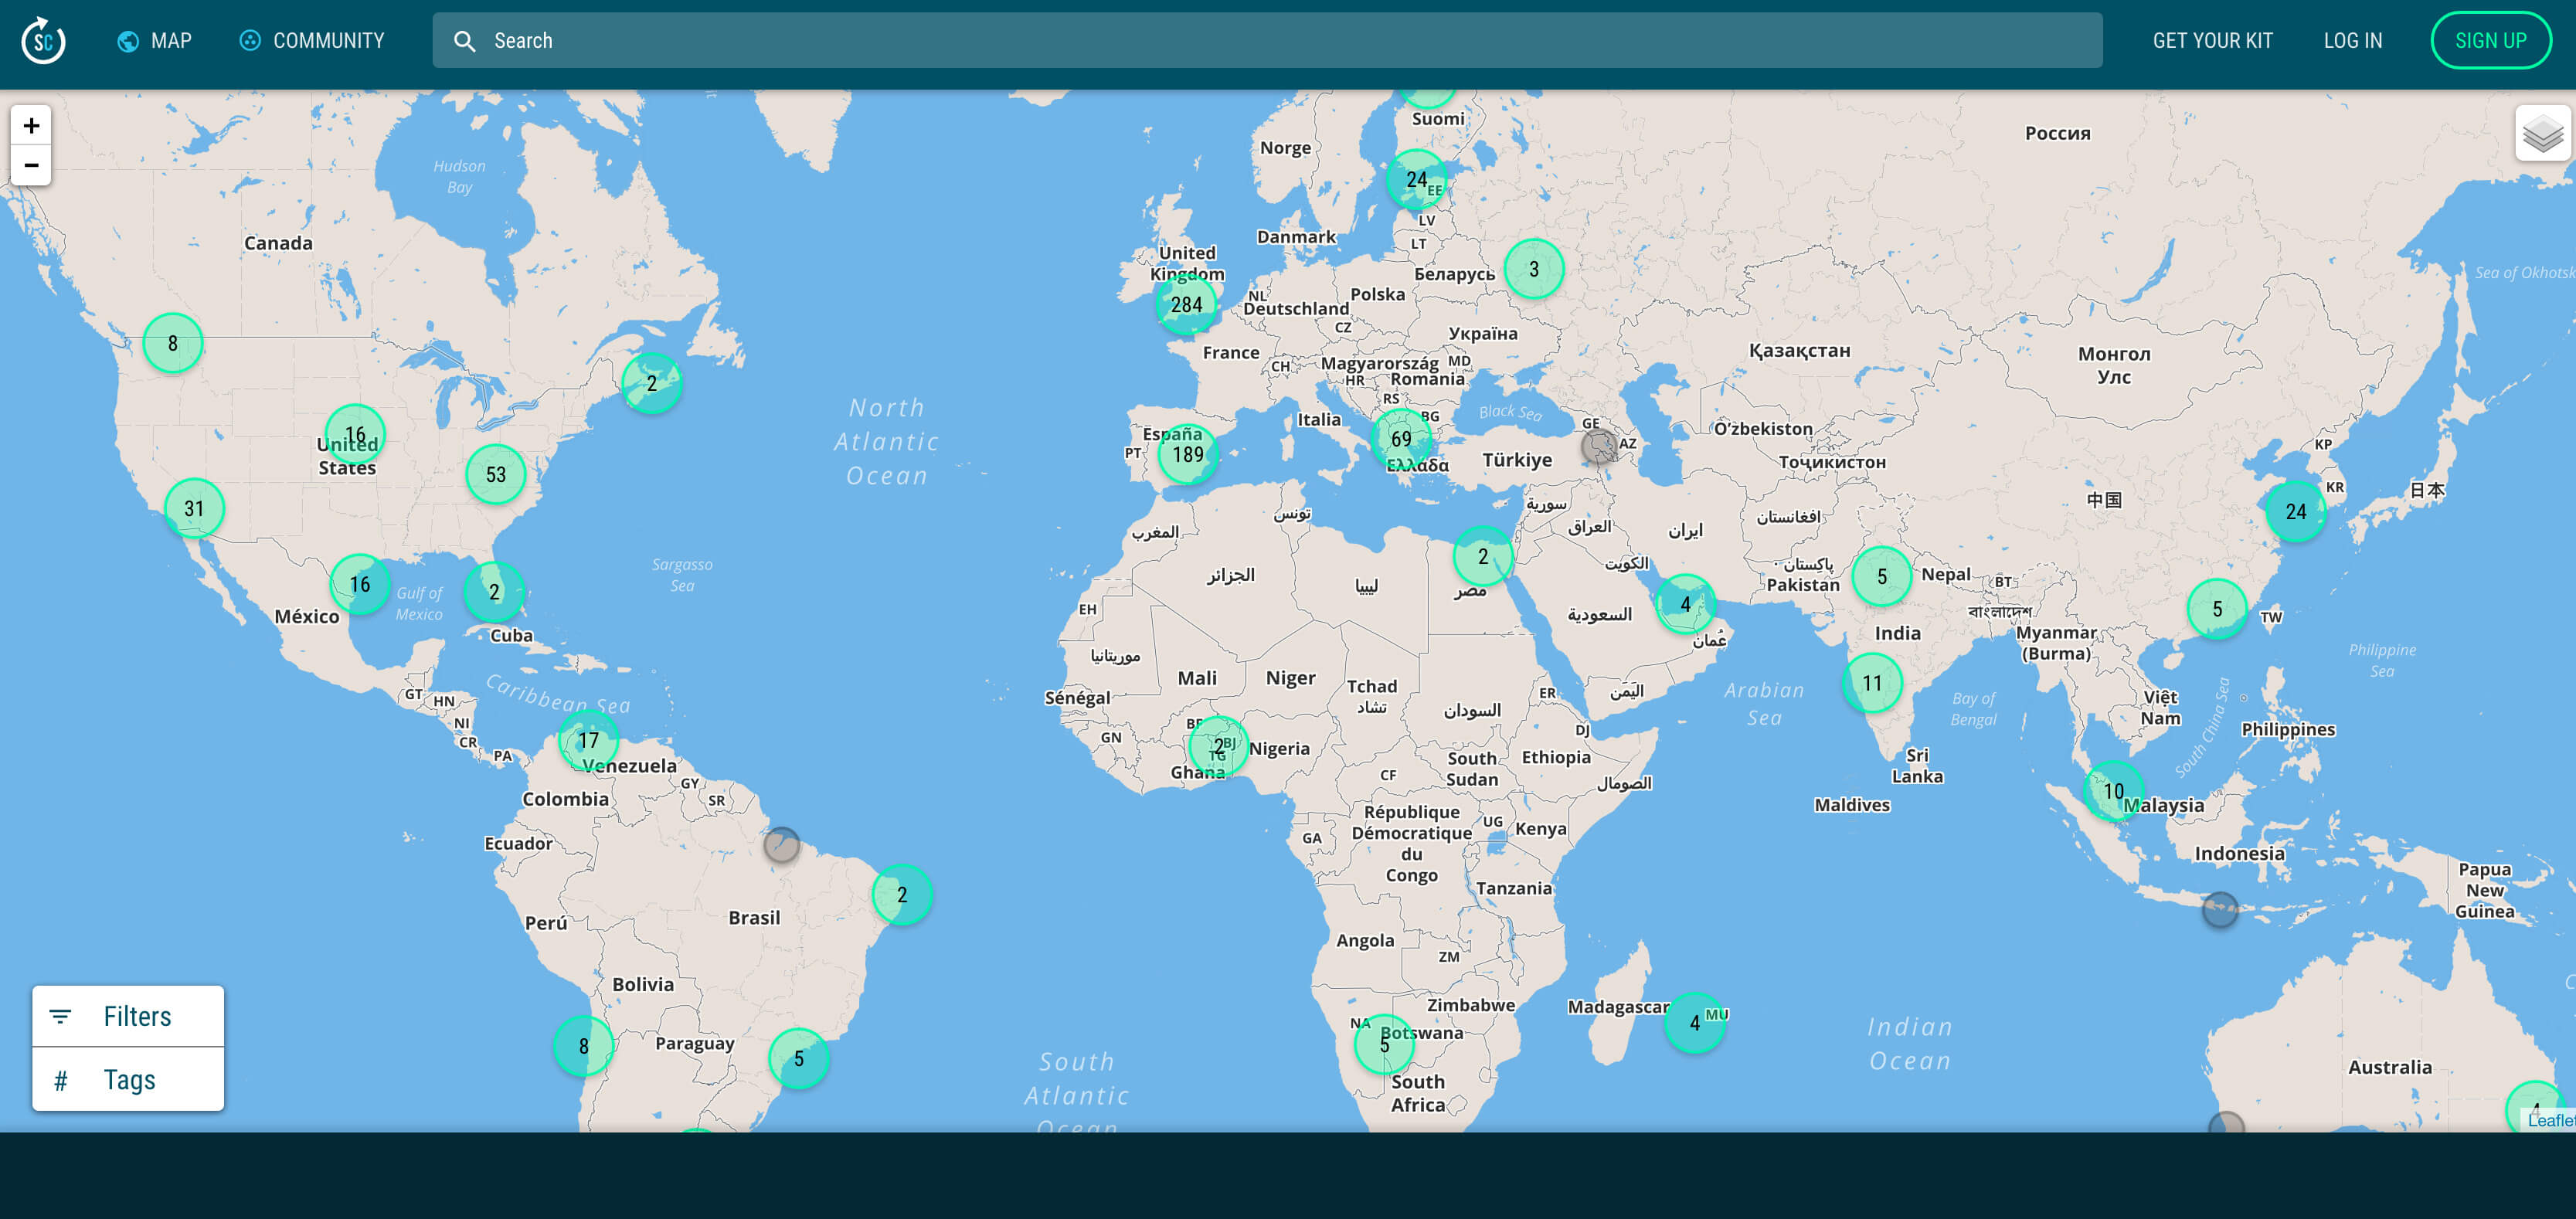 SC
MAP
COMMUNITY
Search
GET YOUR KIT
LOG IN
SIGN UP
+
−
Suomi
Norge
Россия
Hudson
Bay
24
EE
LV
LT
Danmark
Canada
United
Kingdom
Беларусь
3
Sea of Okhotsk
284
NL
Deutschland
Polska
CZ
Україна
8
France
CH
Magyarország
MD
HR
Romania
Қазақстан
Монгол
Улс
2
RS
BG
Black Sea
North
Atlantic
Ocean
16
United
States
España
PT
189
Italia
69
Ελλάδα
GE
AZ
Türkiye
O‘zbekiston
Тоҷикистон
KP
KR
日本
中国
53
31
24
المغرب
تونس
سورية
العراق
ایران
افغانستان
2
16
2
Gulf of
Mexico
Sargasso
Sea
México
Cuba
الجزائر
ليبيا
مصر
الكويت
السعودية
4
عُمان
پاکستان
Pakistan
5
Nepal
BT
বাংলাদেশ
India
Myanmar
(Burma)
5
TW
EH
موريتانيا
Mali
Niger
Tchad
تشاد
السودان
ER
اليَمَن
Arabian
Sea
11
Bay of
Bengal
Việt
Nam
South China Sea
Philippine
Sea
Philippines
GT
HN
NI
CR
PA
Caribbean Sea
17
Venezuela
GY
SR
Colombia
Ecuador
Sénégal
GN
BF
2
BJ
TG
Ghana
Nigeria
CF
South
Sudan
DJ
Ethiopia
الصومال
Sri
Lanka
Maldives
10
Malaysia
Indonesia
Papua
New
Guinea
GA
République
Démocratique
du
Congo
UG
Kenya
Tanzania
2
Perú
Brasil
Angola
ZM
Bolivia
Zimbabwe
Madagascar
4
MU
NA
Botswana
5
South
Africa
Indian
Ocean
Australia
8
Paraguay
5
South
Atlantic
Ocean
4
Leaflet
Filters
# Tags